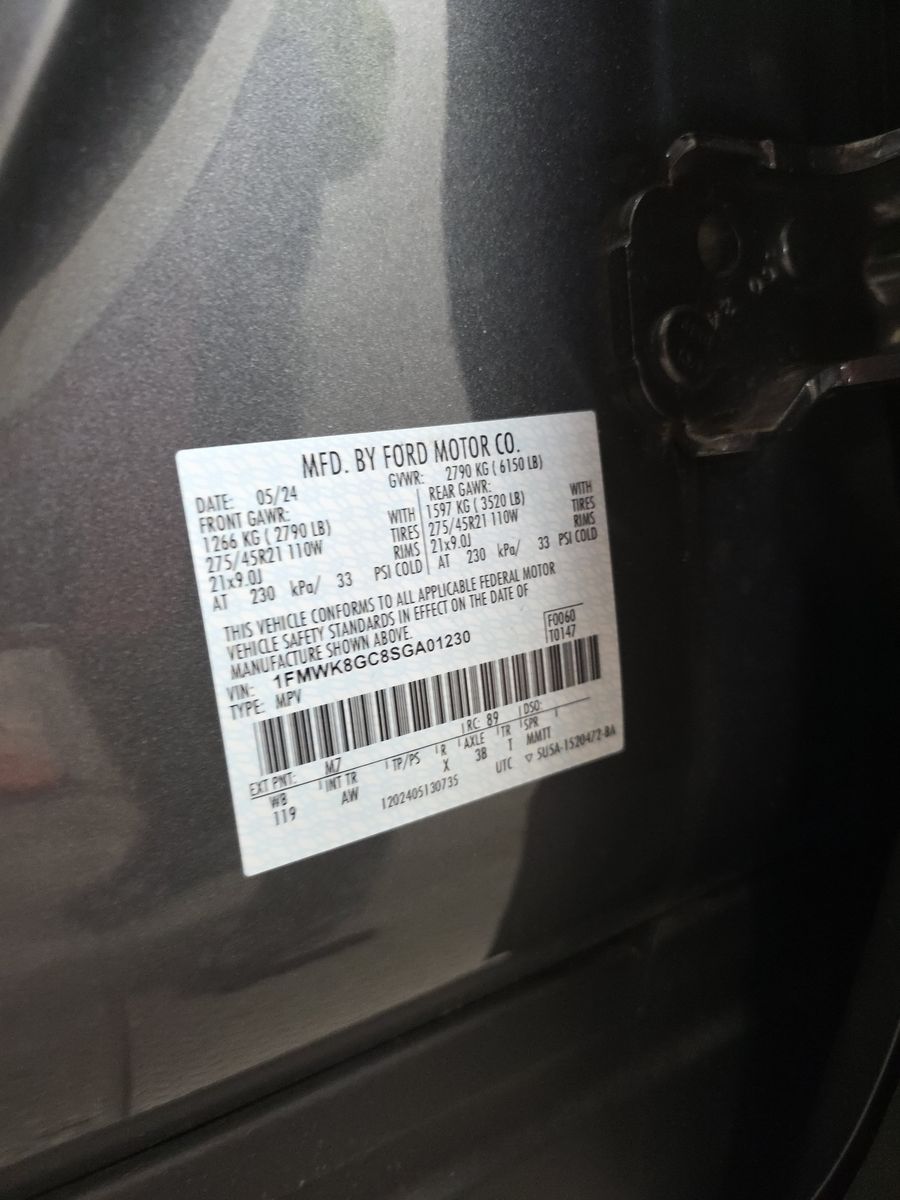 MFD. BY FORD MOTOR CO.
DATE: 05/24 GVWR: 2790 KG ( 6150 LB)
FRONT GAWR: REAR GAWR:
1266 KG ( 2790 LB) WITH 1597 KG ( 3520 LB) WITH
275/45R21 110W TIRES 275/45R21 110W TIRES
21x9.0J RIMS 21x9.0J RIMS
AT 230 kPa/ 33 PSI COLD AT 230 kPa/ 33 PSI COLD
THIS VEHICLE CONFORMS TO ALL APPLICABLE FEDERAL MOTOR
VEHICLE SAFETY STANDARDS IN EFFECT ON THE DATE OF
MANUFACTURE SHOWN ABOVE. F0060
VIN: 1FMWK8GC8SGA01230 T0147
TYPE: MPV
EXT PNT: M7 RC: 89 DSO:
WB INT TR TP/PS R AXLE TR SPR
119 AW X 3B T MMTT
1202405130735 UTC ▽ SU5A-1520472-BA